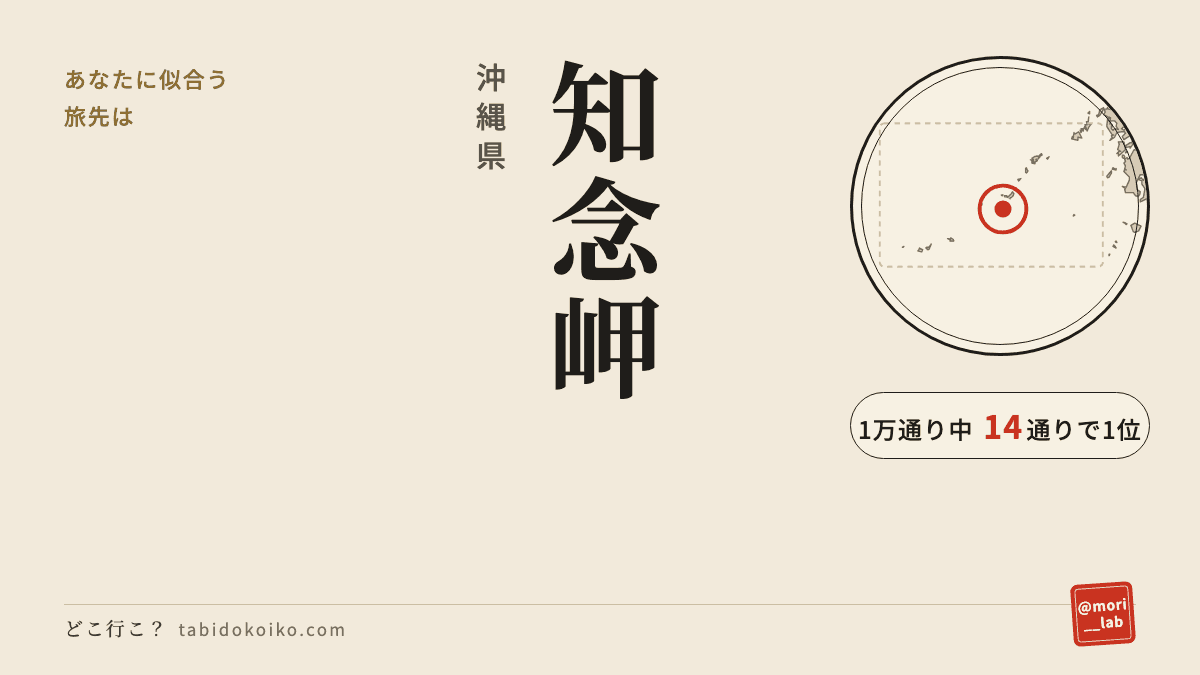 あなたに似合う
旅先は
知念岬
沖縄県
1万通り中 14通りで1位
どこ行こ? tabidokoiko.com
@mori
__lab